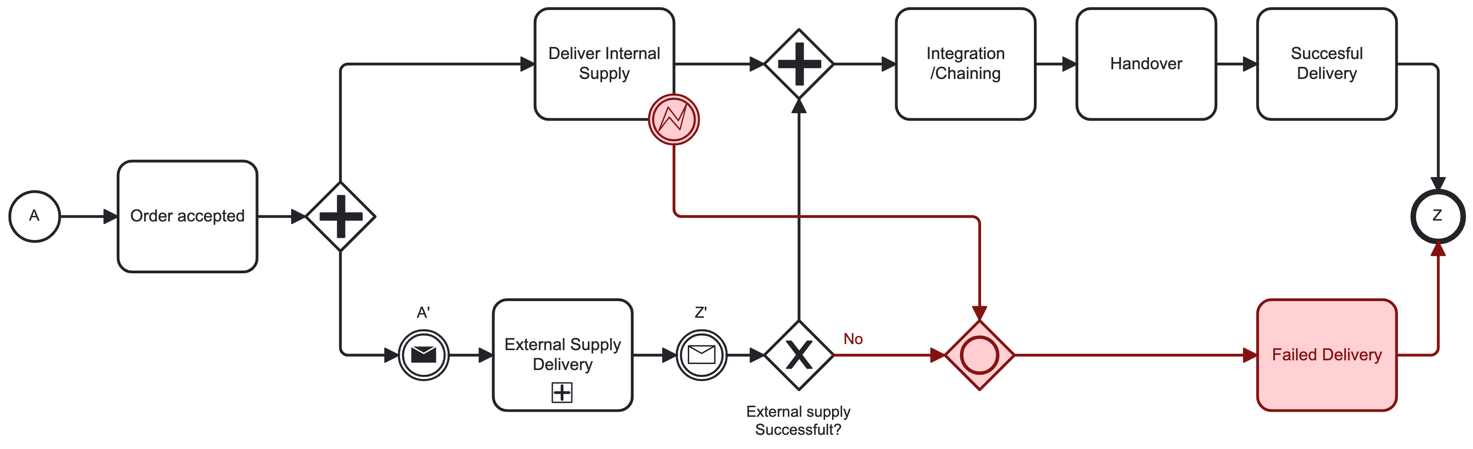 Deliver Internal
Supply
Integration
/Chaining
Handover
Succesful
Delivery
A
Order accepted
Z
A'
External Supply
Delivery
Z'
No
External supply
Successfult?
Failed Delivery